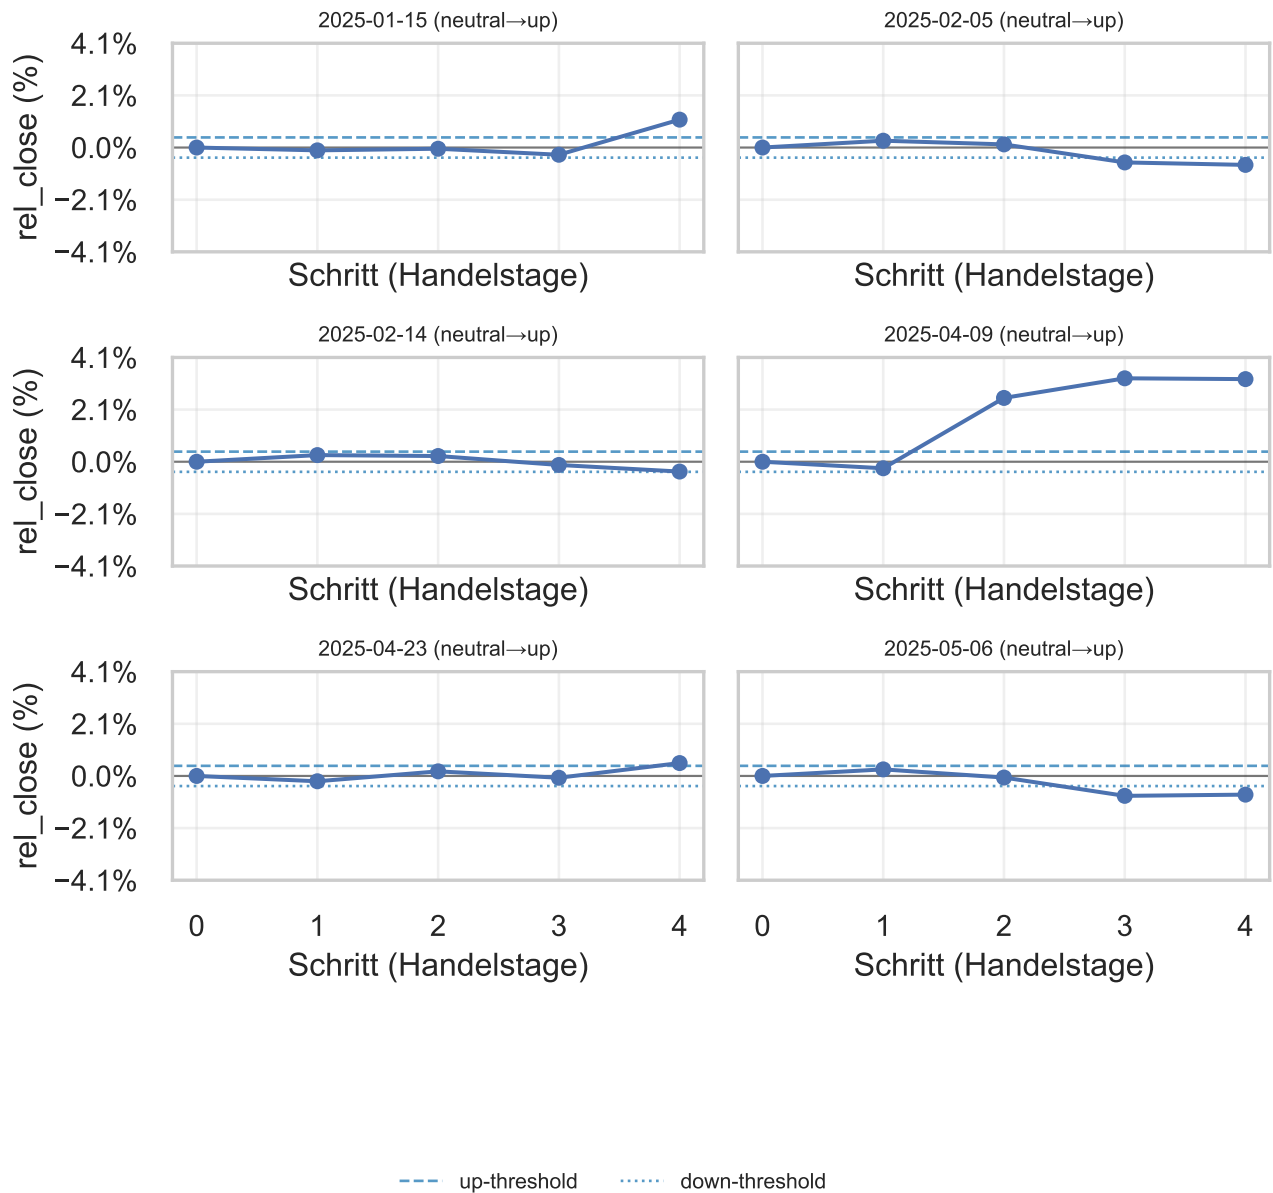 2025-01-15 (neutral→up)
2025-02-05 (neutral→up)
rel_close (%)
4.1%
2.1%
0.0%
−2.1%
−4.1%
Schritt (Handelstage)
Schritt (Handelstage)
2025-02-14 (neutral→up)
2025-04-09 (neutral→up)
rel_close (%)
4.1%
2.1%
0.0%
−2.1%
−4.1%
Schritt (Handelstage)
Schritt (Handelstage)
2025-04-23 (neutral→up)
2025-05-06 (neutral→up)
rel_close (%)
4.1%
2.1%
0.0%
−2.1%
−4.1%
0 1 2 3 4
0 1 2 3 4
Schritt (Handelstage)
Schritt (Handelstage)
up-threshold
down-threshold